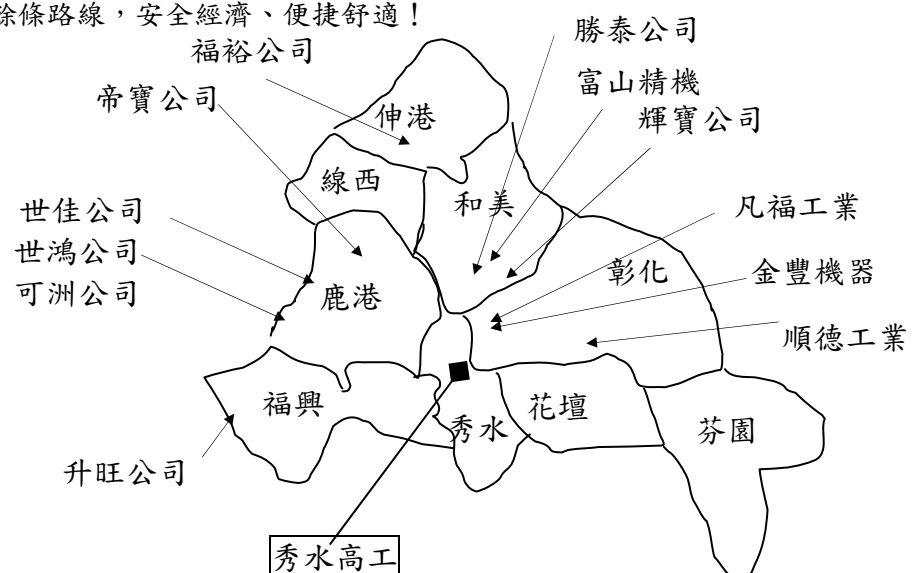 餘條路線，安全經濟、便捷舒適！
福裕公司
勝泰公司
帝寶公司
富山精機
輝寶公司
伸港
線西
和美
世佳公司
世鴻公司
可洲公司
凡福工業
彰化
金豐機器
鹿港
順德工業
福興
花壇
秀水
芬園
升旺公司
秀水高工